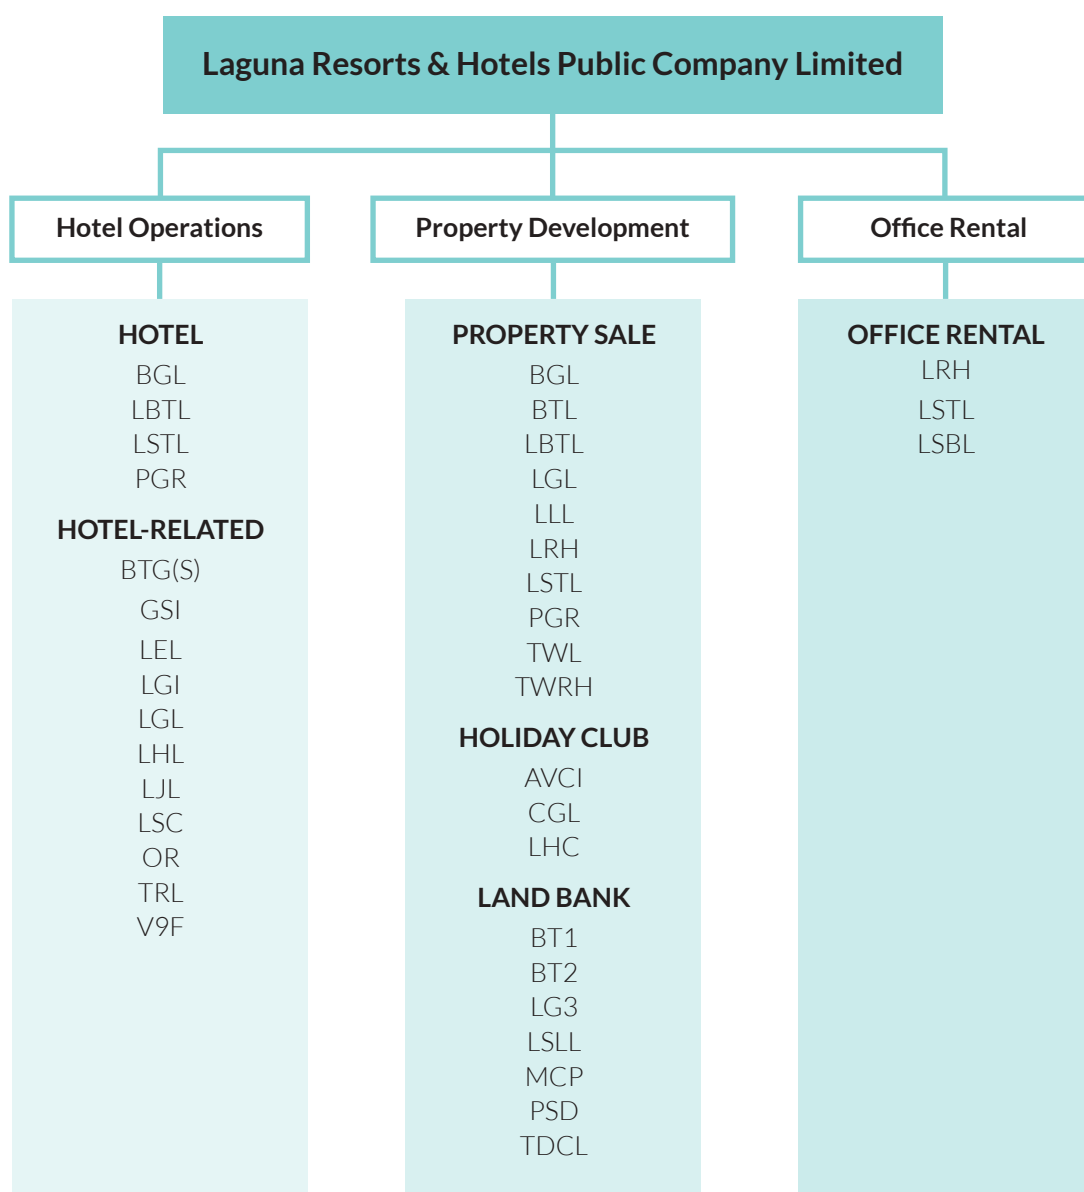 Laguna Resorts & Hotels Public Company Limited
Hotel Operations
HOTEL
BGL
LBTL
LSTL
PGR
HOTEL-RELATED
BTG(S)
GSI
LEL
LGI
LGL
LHL
LJL
LSC
OR
TRL
V9F
Property Development
PROPERTY SALE
BGL
BTL
LBTL
LGL
LLL
LRH
LSTL
PGR
TWL
TWRH
HOLIDAY CLUB
AVCI
CGL
LHC
LAND BANK
BT1
BT2
LG3
LSLL
MCP
PSD
TDCL
Office Rental
OFFICE RENTAL
LRH
LSTL
LSBL